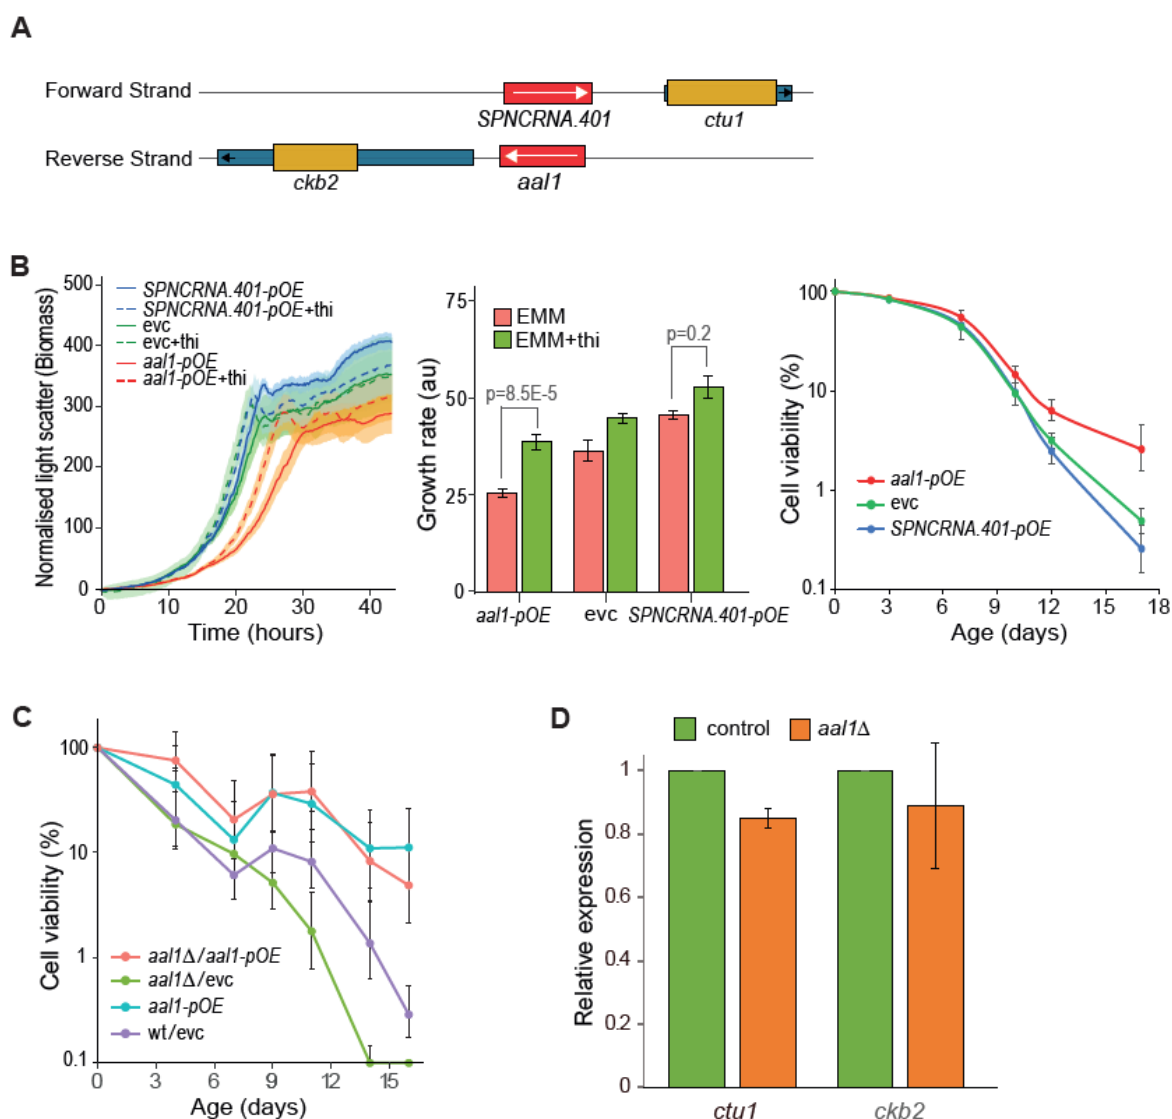 A
Forward Strand
SPNCRNA.401
ctu1
Reverse Strand
ckb2
aal1
B
Normalised light scatter (Biomass)
500
400
300
200
100
0
SPNCRNA.401-pOE
SPNCRNA.401-pOE+thi
evc
evc+thi
aal1-pOE
aal1-pOE+thi
0 10 20 30 40
Time (hours)
Growth rate (au)
75
50
25
0
EMM
EMM+thi
p=8.5E-5
p=0.2
aal1-pOE evc SPNCRNA.401-pOE
Cell viability (%)
100
10
1
0.1
aal1-pOE
evc
SPNCRNA.401-pOE
0 3 6 9 12 15 18
Age (days)
C
Cell viability (%)
100
10
1
0.1
aal1Δ/aal1-pOE
aal1Δ/evc
aal1-pOE
wt/evc
0 3 6 9 12 15
Age (days)
D
control
aal1Δ
Relative expression
1
0.8
0.6
0.4
0.2
0
ctu1 ckb2